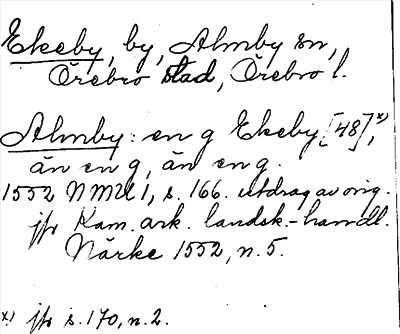 Ekeby, by, Almby sn,
Örebro stad, Örebro l.
Almby: en g Ekeby [48],x)
än en g, än en g.
1552 NMU 1, s. 166. utdrag av orig.
jfr Kam. ark. landsk.-handl.
Närke 1552, n. 5.
x) jfr s. 170, n. 2.